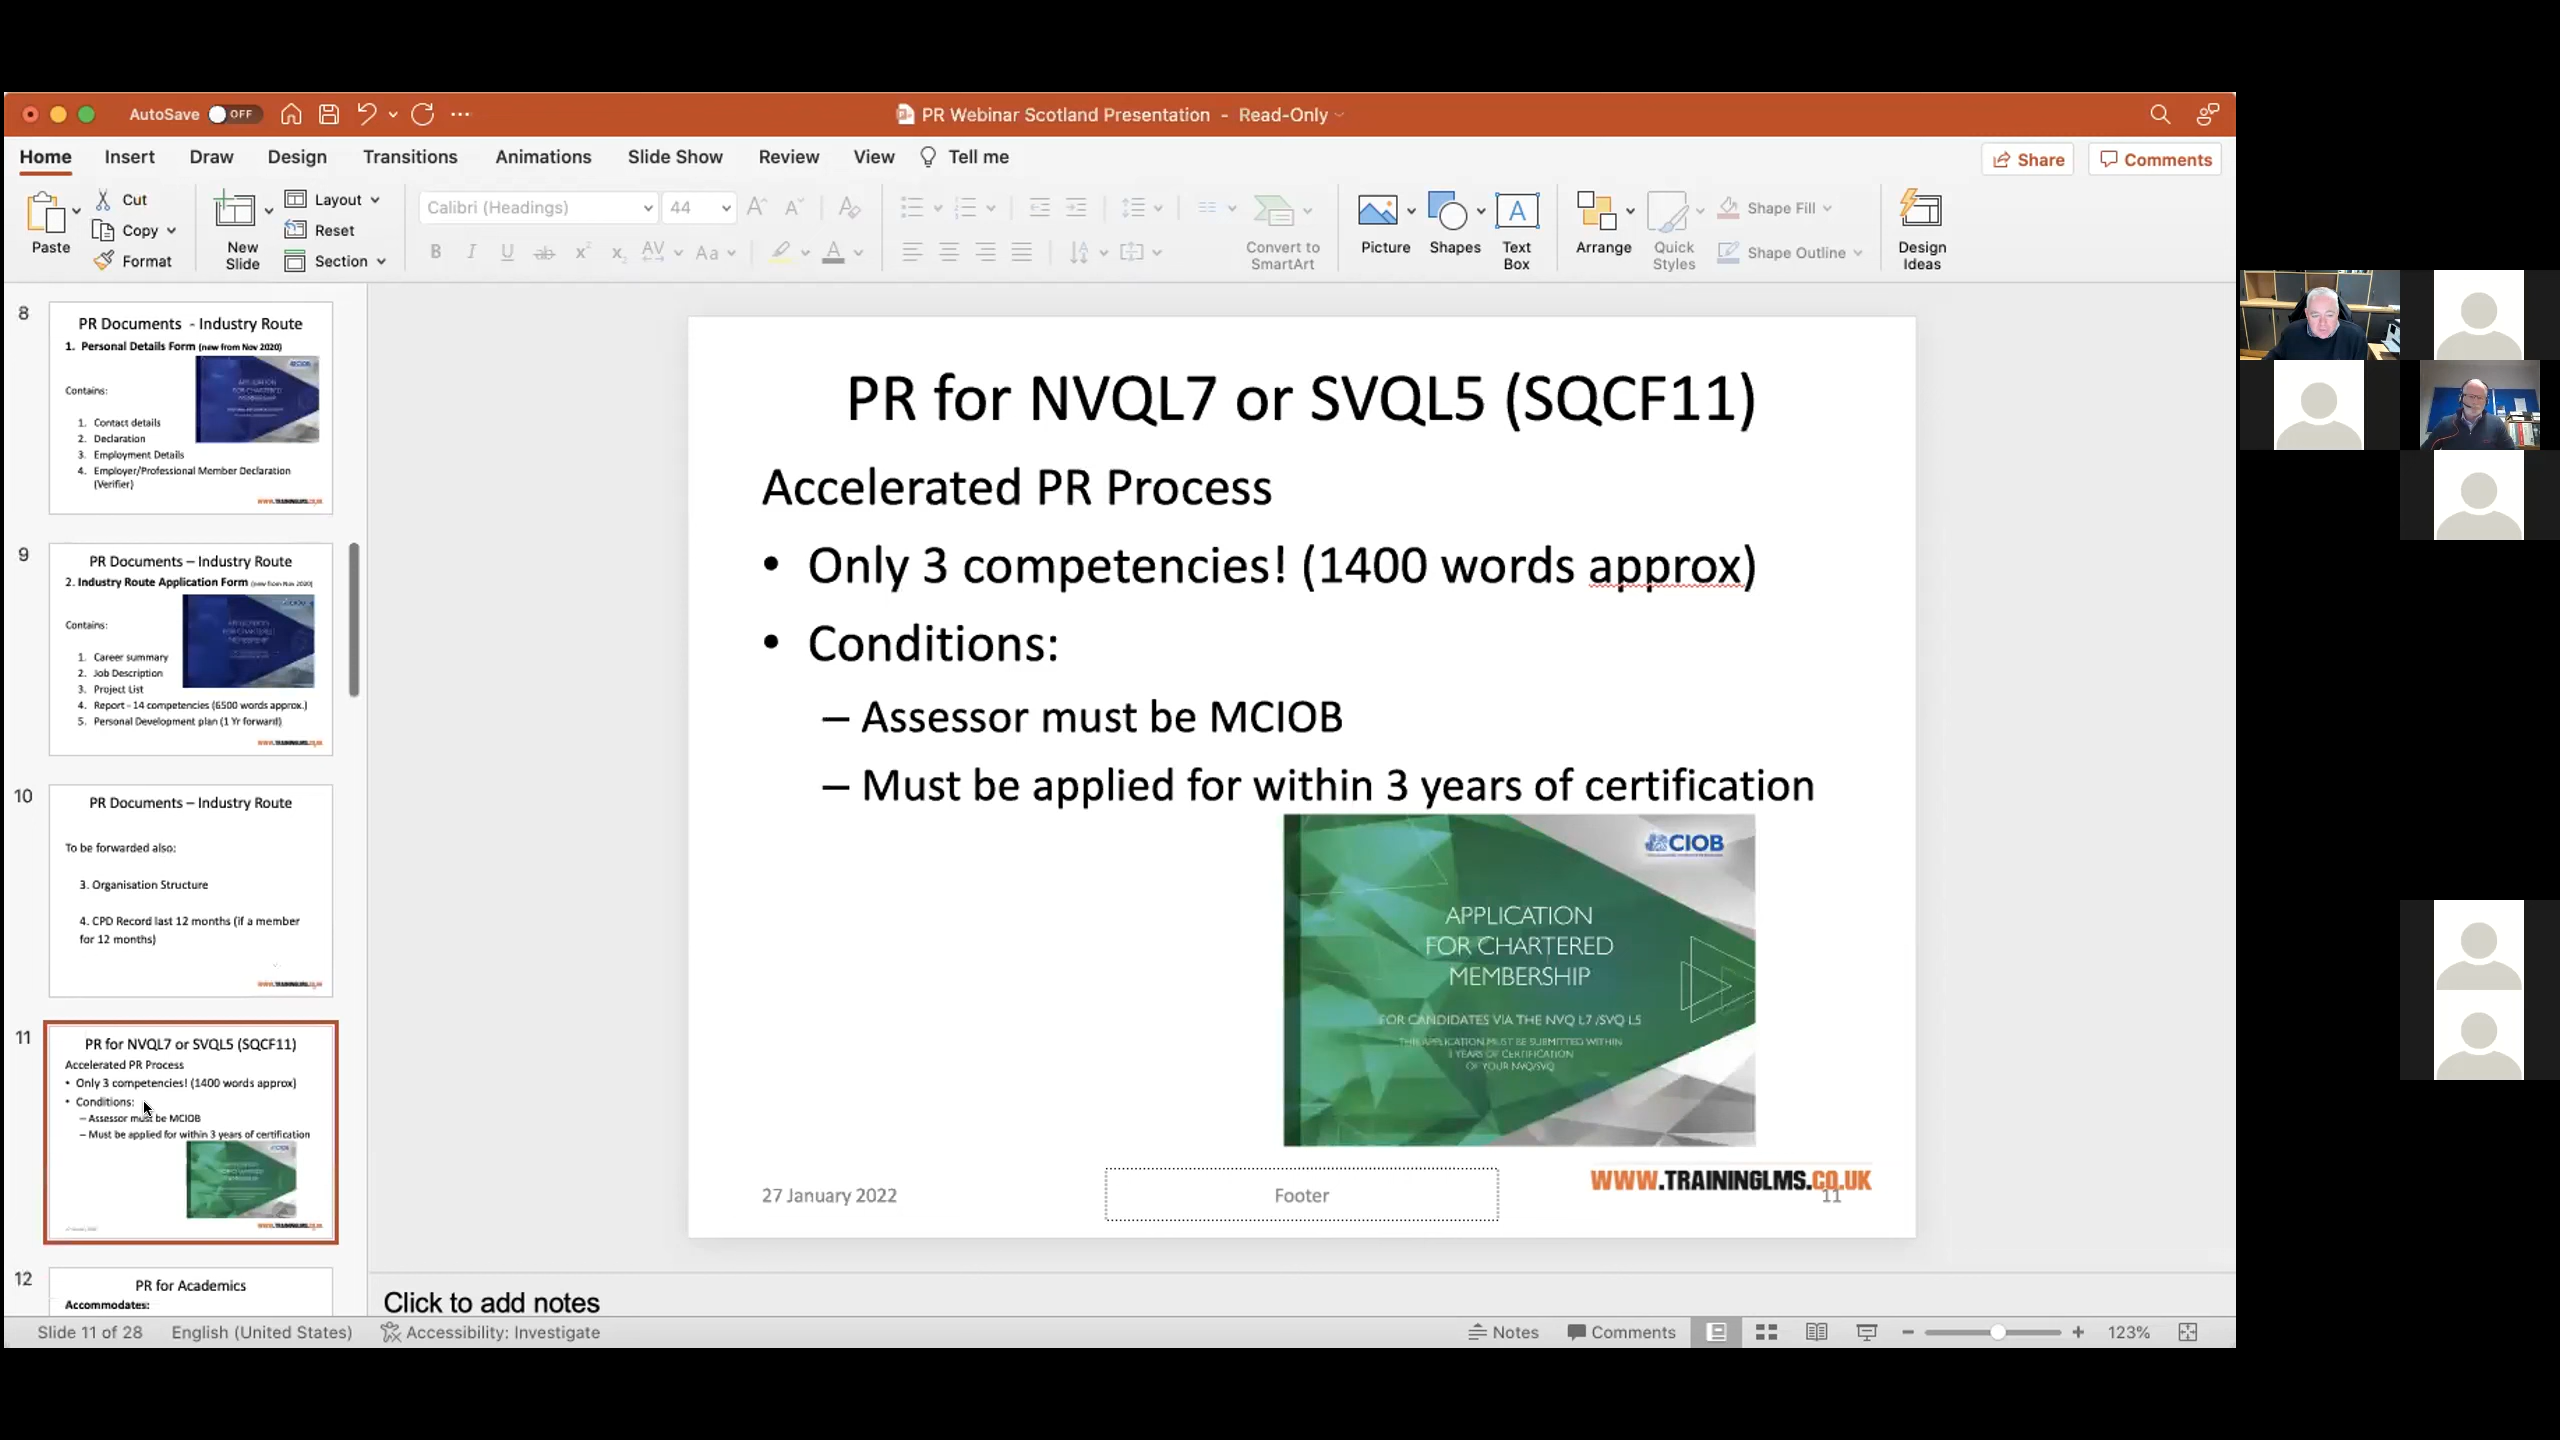 AutoSave OFF
PR Webinar Scotland Presentation - Read-Only
Home Insert Draw Design Transitions Animations Slide Show Review View Tell me
Share Comments
Paste
Cut
Copy
Format
New
Slide
Layout
Reset
Section
Calibri (Headings) 44
Convert to
SmartArt
Picture
Shapes
Text
Box
Arrange
Quick
Styles
Shape Fill
Shape Outline
Design
Ideas
8
PR Documents - Industry Route
1. Personal Details Form (new from Nov 2020)
Contains:
1. Contact details
2. Declaration
3. Employment Details
4. Employer/Professional Member Declaration
(Verifier)
WWW.TRAININGLMS.CO.UK
9
PR Documents – Industry Route
2. Industry Route Application Form (new from Nov 2020)
Contains:
1. Career summary
2. Job Description
3. Project List
4. Report - 14 competencies (6500 words approx.)
5. Personal Development plan (1 Yr forward)
WWW.TRAININGLMS.CO.UK
10
PR Documents – Industry Route
To be forwarded also:
3. Organisation Structure
4. CPD Record last 12 months (if a member
for 12 months)
WWW.TRAININGLMS.CO.UK
11
PR for NVQL7 or SVQL5 (SQCF11)
Accelerated PR Process
• Only 3 competencies! (1400 words approx)
• Conditions:
– Assessor must be MCIOB
– Must be applied for within 3 years of certification
WWW.TRAININGLMS.CO.UK
12
PR for Academics
Accommodates:
PR for NVQL7 or SVQL5 (SQCF11)
Accelerated PR Process
• Only 3 competencies! (1400 words approx)
• Conditions:
– Assessor must be MCIOB
– Must be applied for within 3 years of certification
CIOB
APPLICATION
FOR CHARTERED
MEMBERSHIP
FOR CANDIDATES VIA THE NVQ L7 /SVQ L5
THIS APPLICATION MUST BE SUBMITTED WITHIN
3 YEARS OF CERTIFICATION
OF YOUR NVQ/SVQ
27 January 2022
Footer
WWW.TRAININGLMS.CO.UK
11
Click to add notes
Slide 11 of 28 English (United States) Accessibility: Investigate
Notes Comments 123%